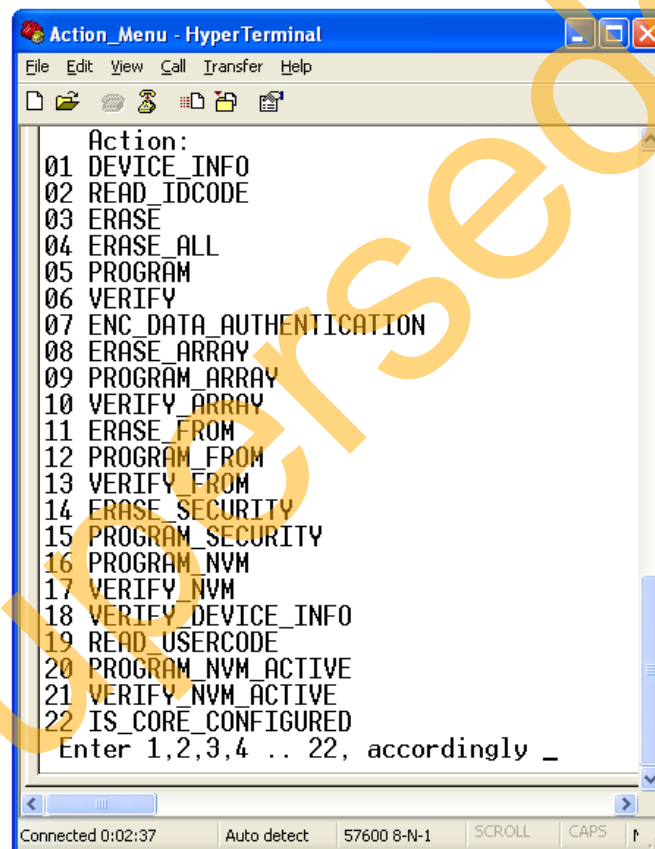 Action_Menu - HyperTerminal
File Edit View Call Transfer Help
Action:
01 DEVICE_INFO
02 READ_IDCODE
03 ERASE
04 ERASE_ALL
05 PROGRAM
06 VERIFY
07 ENC_DATA_AUTHENTICATION
08 ERASE_ARRAY
09 PROGRAM_ARRAY
10 VERIFY_ARRAY
11 ERASE_FROM
12 PROGRAM_FROM
13 VERIFY_FROM
14 ERASE_SECURITY
15 PROGRAM_SECURITY
16 PROGRAM_NVM
17 VERIFY_NVM
18 VERIFY_DEVICE_INFO
19 READ_USERCODE
20 PROGRAM_NVM_ACTIVE
21 VERIFY_NVM_ACTIVE
22 IS_CORE_CONFIGURED
Enter 1,2,3,4 .. 22, accordingly _
Connected 0:02:37 Auto detect 57600 8-N-1 SCROLL CAPS
uperse